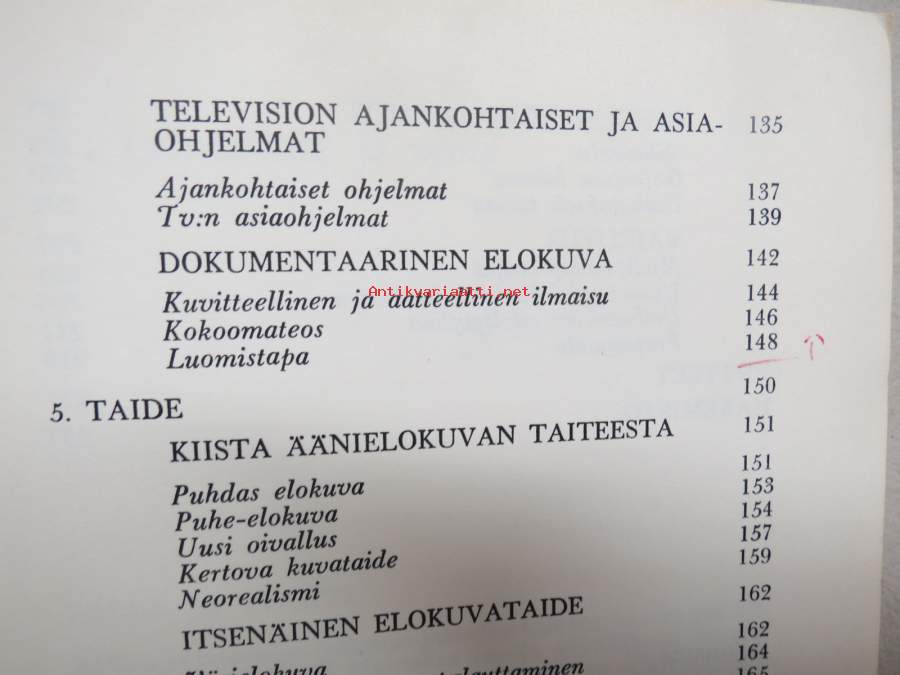 TELEVISION AJANKOHTAISET JA ASIA- 135
OHJELMAT
Ajankohtaiset ohjelmat 137
Tv:n asiaohjelmat 139
DOKUMENTAARINEN ELOKUVA 142
Antikvariaatti.net
Kuvitteellinen ja aatteellinen ilmaisu 144
Kokoomateos 146
Luomistapa 148
5. TAIDE 150
KIISTA ÄÄNIELOKUVAN TAITEESTA 151
Puhdas elokuva 151
Puhe-elokuva 153
Uusi oivallus 154
Kertova kuvataide 157
Neorealismi 159
ITSENÄINEN ELOKUVATAIDE 162
162
164
165